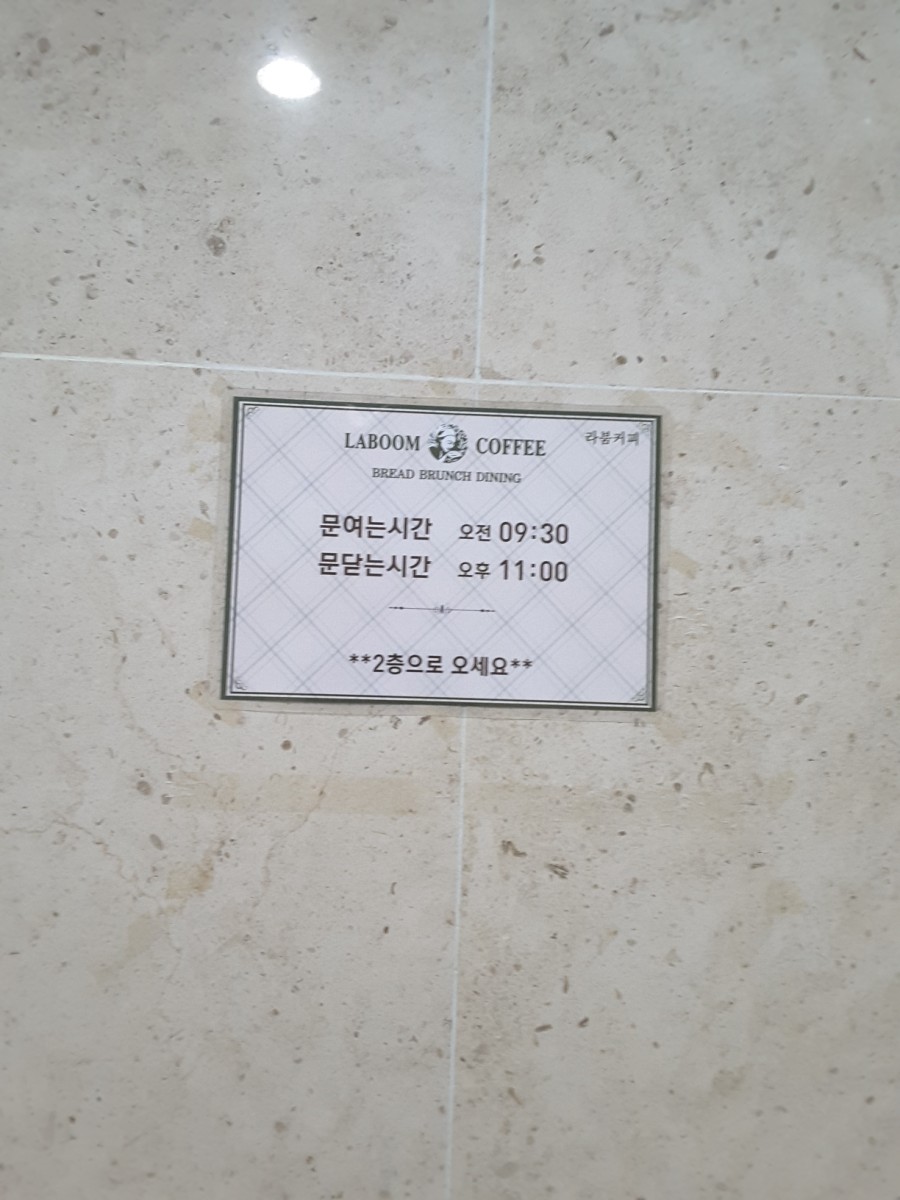 LABOOM COFFEE
라붐커피
BREAD BRUNCH DINING
문여는시간 오전 09:30
문닫는시간 오후 11:00
**2층으로 오세요**